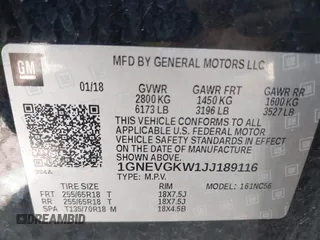 GM
MFD BY GENERAL MOTORS LLC
01/18 GVWR GAWR FRT GAWR RR
2800 KG 1450 KG 1600 KG
6173 LB 3196 LB 3527 LB
THIS VEHICLE CONFORMS TO ALL
APPLICABLE U.S. FEDERAL MOTOR
VEHICLE SAFETY
STANDARDS IN EFFECT ON THE DATE OF
MANUFACTURE SHOWN ABOVE.
1GNEVGKW1JJ189116
TYPE: M.P.V. MODEL: 161NC56
TIRE SIZE RIM
FRT 255/65R18 T 18X7.5J
RR 255/65R18 T 18X7.5J
SPA T135/70R18 M 18X4.5B
DIRABIMO